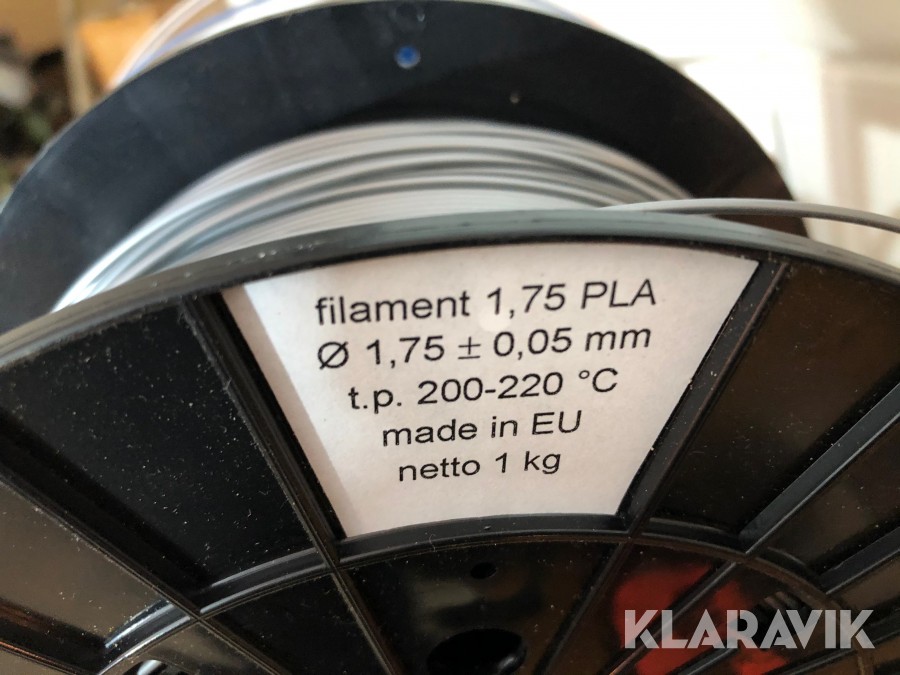 filament 1,75 PLA
Ø 1,75 ± 0,05 mm
t.p. 200-220 °C
made in EU
netto 1 kg
KLARAVIK